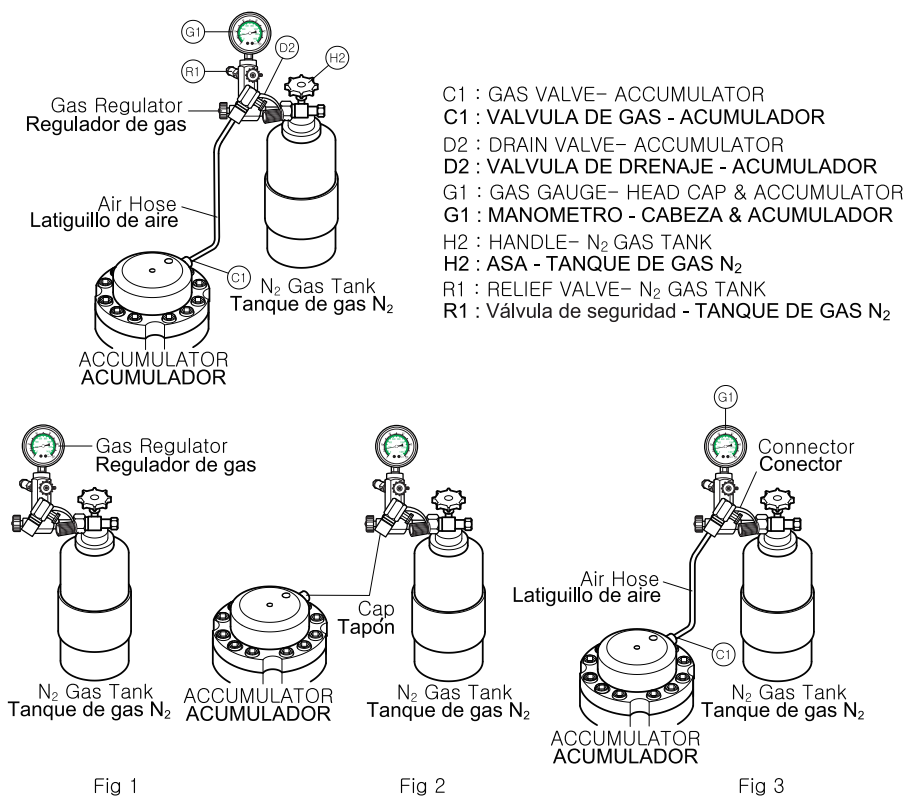 G1
D2
H2
R1
Gas Regulator
Regulador de gas
Air Hose
Latiguillo de aire
C1
N₂ Gas Tank
Tanque de gas N₂
ACCUMULATOR
ACUMULADOR
C1 : GAS VALVE- ACCUMULATOR
C1 : VALVULA DE GAS - ACUMULADOR
D2 : DRAIN VALVE- ACCUMULATOR
D2 : VALVULA DE DRENAJE - ACUMULADOR
G1 : GAS GAUGE- HEAD CAP & ACCUMULATOR
G1 : MANOMETRO - CABEZA & ACUMULADOR
H2 : HANDLE- N₂ GAS TANK
H2 : ASA - TANQUE DE GAS N₂
R1 : RELIEF VALVE- N₂ GAS TANK
R1 : Válvula de seguridad - TANQUE DE GAS N₂
Gas Regulator
Regulador de gas
N₂ Gas Tank
Tanque de gas N₂
Fig 1
Cap
Tapón
ACCUMULATOR
ACUMULADOR
N₂ Gas Tank
Tanque de gas N₂
Fig 2
G1
Connector
Conector
Air Hose
Latiguillo de aire
C1
N₂ Gas Tank
Tanque de gas N₂
ACCUMULATOR
ACUMULADOR
Fig 3